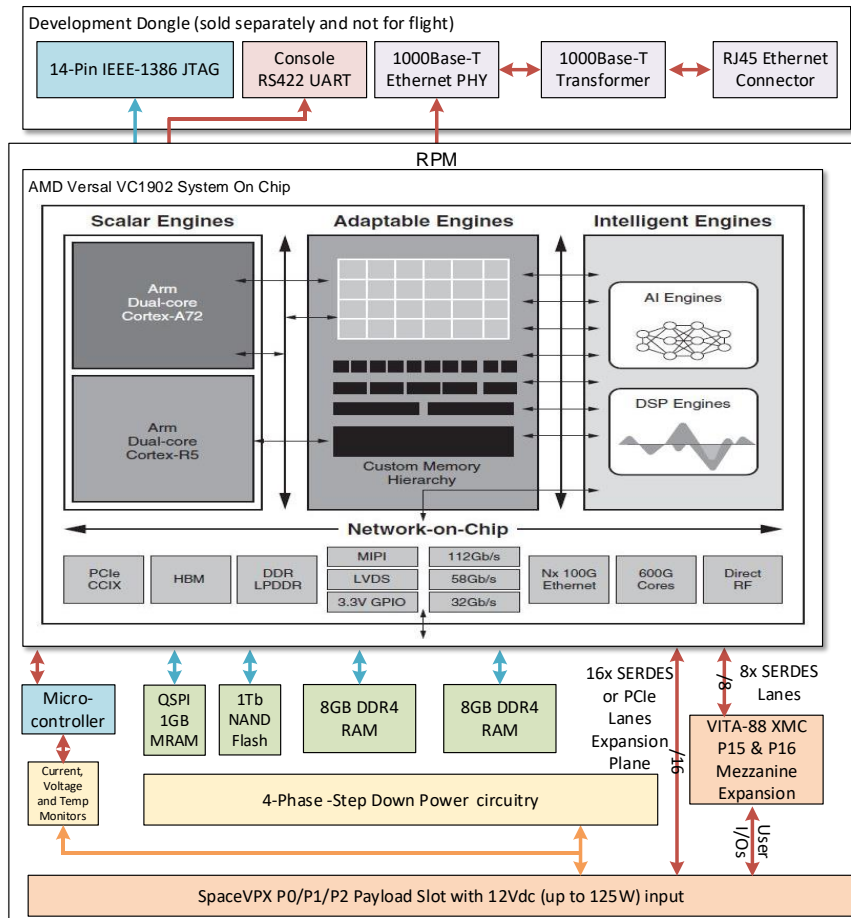 Development Dongle (sold separately and not for flight)
14-Pin IEEE-1386 JTAG
Console
RS422 UART
1000Base-T
Ethernet PHY
1000Base-T
Transformer
RJ45 Ethernet
Connector
RPM
AMD Versal VC1902 System On Chip
Scalar Engines
Adaptable Engines
Intelligent Engines
Arm
Dual-core
Cortex-A72
Arm
Dual-core
Cortex-R5
Custom Memory
Hierarchy
AI Engines
DSP Engines
Network-on-Chip
PCIe
CCIX
HBM
DDR
LPDDR
MIPI
LVDS
3.3V GPIO
112Gb/s
58Gb/s
32Gb/s
Nx 100G
Ethernet
600G
Cores
Direct
RF
Micro-
controller
QSPI
1GB
MRAM
1Tb
NAND
Flash
8GB DDR4
RAM
8GB DDR4
RAM
16x SERDES
or PCIe
Lanes
Expansion
Plane
/16
/8
8x SERDES
Lanes
VITA-88 XMC
P15 & P16
Mezzanine
Expansion
Current,
Voltage
and Temp
Monitors
4-Phase -Step Down Power circuitry
User
I/Os
SpaceVPX P0/P1/P2 Payload Slot with 12Vdc (up to 125W) input